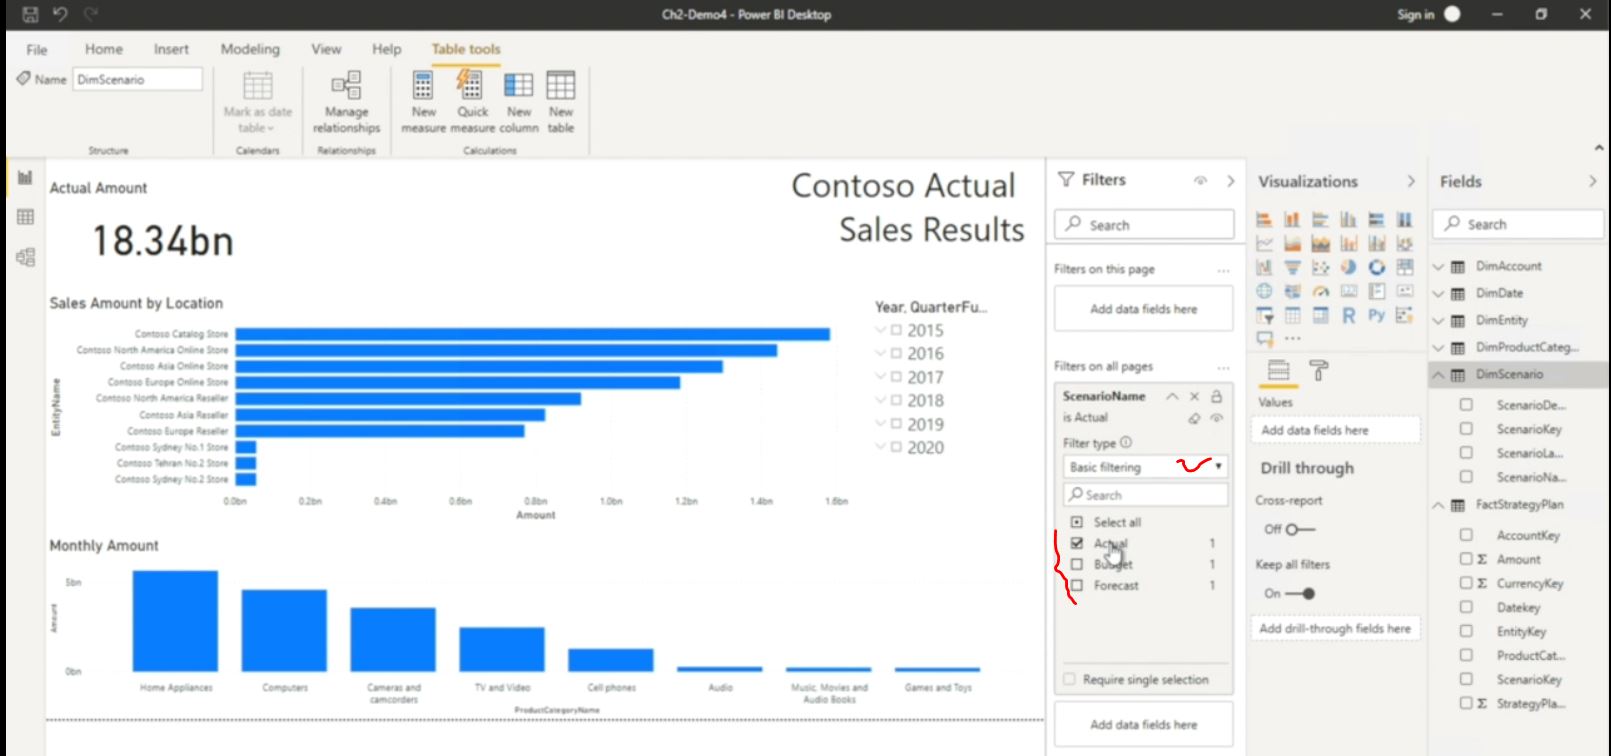 Ch2-Demo4 - Power BI Desktop
Sign in
File Home Insert Modeling View Help Table tools
Name DimScenario
Mark as date table
Manage relationships
New measure
Quick measure
New column
New table
Structure Calendars Relationships Calculations
Actual Amount
18.34bn
Contoso Actual
Sales Results
Sales Amount by Location
EntityName
Contoso Catalog Store
Contoso North America Online Store
Contoso Asia Online Store
Contoso Europe Online Store
Contoso North America Reseller
Contoso Asia Reseller
Contoso Europe Reseller
Contoso Sydney No.1 Store
Contoso Tehran No.2 Store
Contoso Sydney No.2 Store
0.0bn 0.2bn 0.4bn 0.6bn 0.8bn 1.0bn 1.2bn 1.4bn 1.6bn
Amount
Year, QuarterFu...
2015
2016
2017
2018
2019
2020
Monthly Amount
Amount
5bn
0bn
Home Appliances
Computers
Cameras and
camcorders
TV and Video
Cell phones
Audio
Music, Movies and
Audio Books
Games and Toys
ProductCategoryName
Filters
Search
Filters on this page ...
Add data fields here
Filters on all pages ...
ScenarioName
is Actual
Filter type
Basic filtering
Search
Select all
Actual 1
Budget 1
Forecast 1
Require single selection
Add data fields here
Visualizations
R Py
...
Values
Add data fields here
Drill through
Cross-report
Off
Keep all filters
On
Add drill-through fields here
Fields
Search
DimAccount
DimDate
DimEntity
DimProductCateg...
DimScenario
ScenarioDe...
ScenarioKey
ScenarioLa...
ScenarioNa...
FactStrategyPlan
AccountKey
Σ Amount
Σ CurrencyKey
Datekey
EntityKey
ProductCat...
ScenarioKey
Σ StrategyPla...